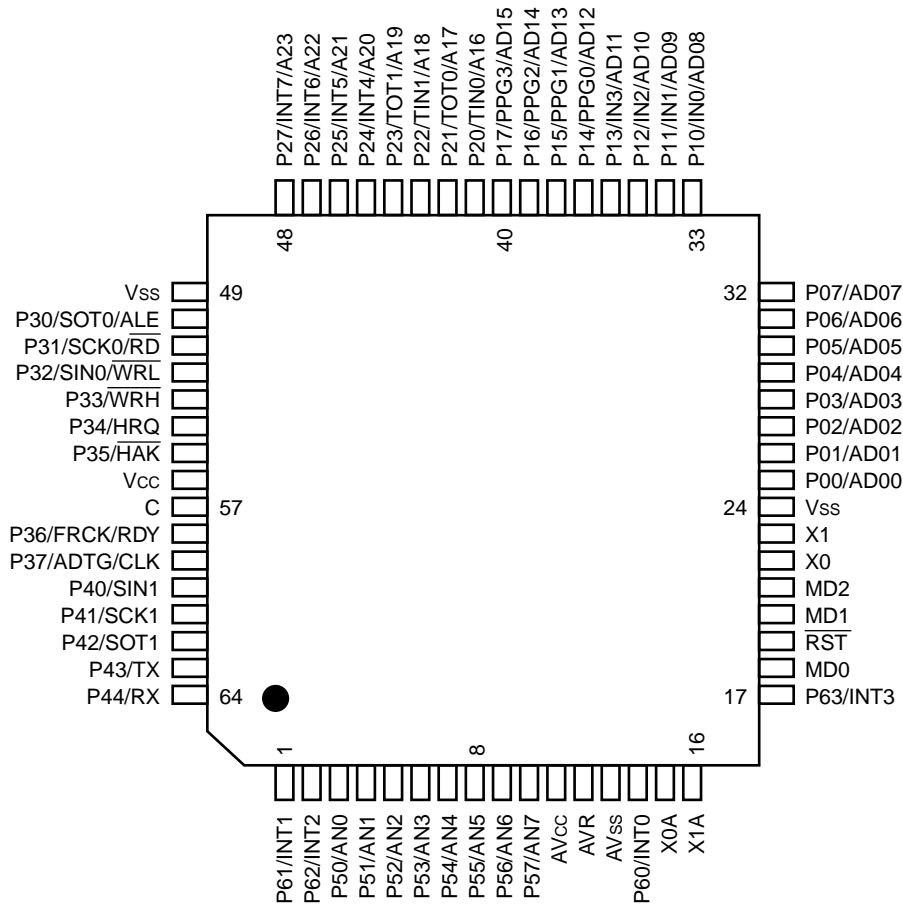 P27/INT7/A23
P26/INT6/A22
P25/INT5/A21
P24/INT4/A20
P23/TOT1/A19
P22/TIN1/A18
P21/TOT0/A17
P20/TIN0/A16
P17/PPG3/AD15
P16/PPG2/AD14
P15/PPG1/AD13
P14/PPG0/AD12
P13/IN3/AD11
P12/IN2/AD10
P11/IN1/AD09
P10/IN0/AD08
48
40
33
Vss
P30/SOT0/ALE
P31/SCK0/R̅D̅
P32/SIN0/W̅R̅L̅
P33/W̅R̅H̅
P34/HRQ
P35/H̅A̅K̅
Vcc
C
P36/FRCK/RDY
P37/ADTG/CLK
P40/SIN1
P41/SCK1
P42/SOT1
P43/TX
P44/RX
49
57
64
32
24
17
P07/AD07
P06/AD06
P05/AD05
P04/AD04
P03/AD03
P02/AD02
P01/AD01
P00/AD00
Vss
X1
X0
MD2
MD1
R̅S̅T̅
MD0
P63/INT3
1
8
16
P61/INT1
P62/INT2
P50/AN0
P51/AN1
P52/AN2
P53/AN3
P54/AN4
P55/AN5
P56/AN6
P57/AN7
AVcc
AVR
AVss
P60/INT0
X0A
X1A